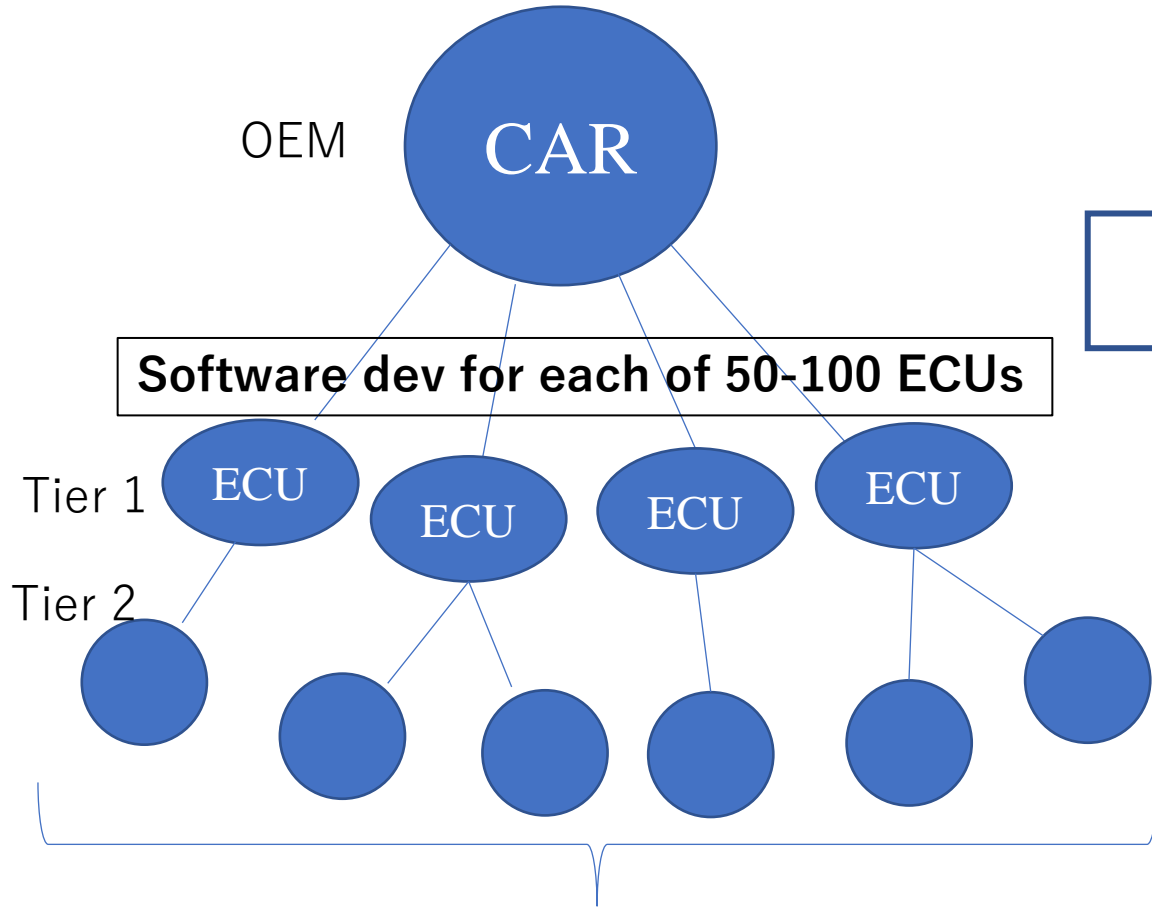 OEM
CAR
Software dev for each of 50-100 ECUs
Tier 1
ECU
ECU
ECU
ECU
Tier 2